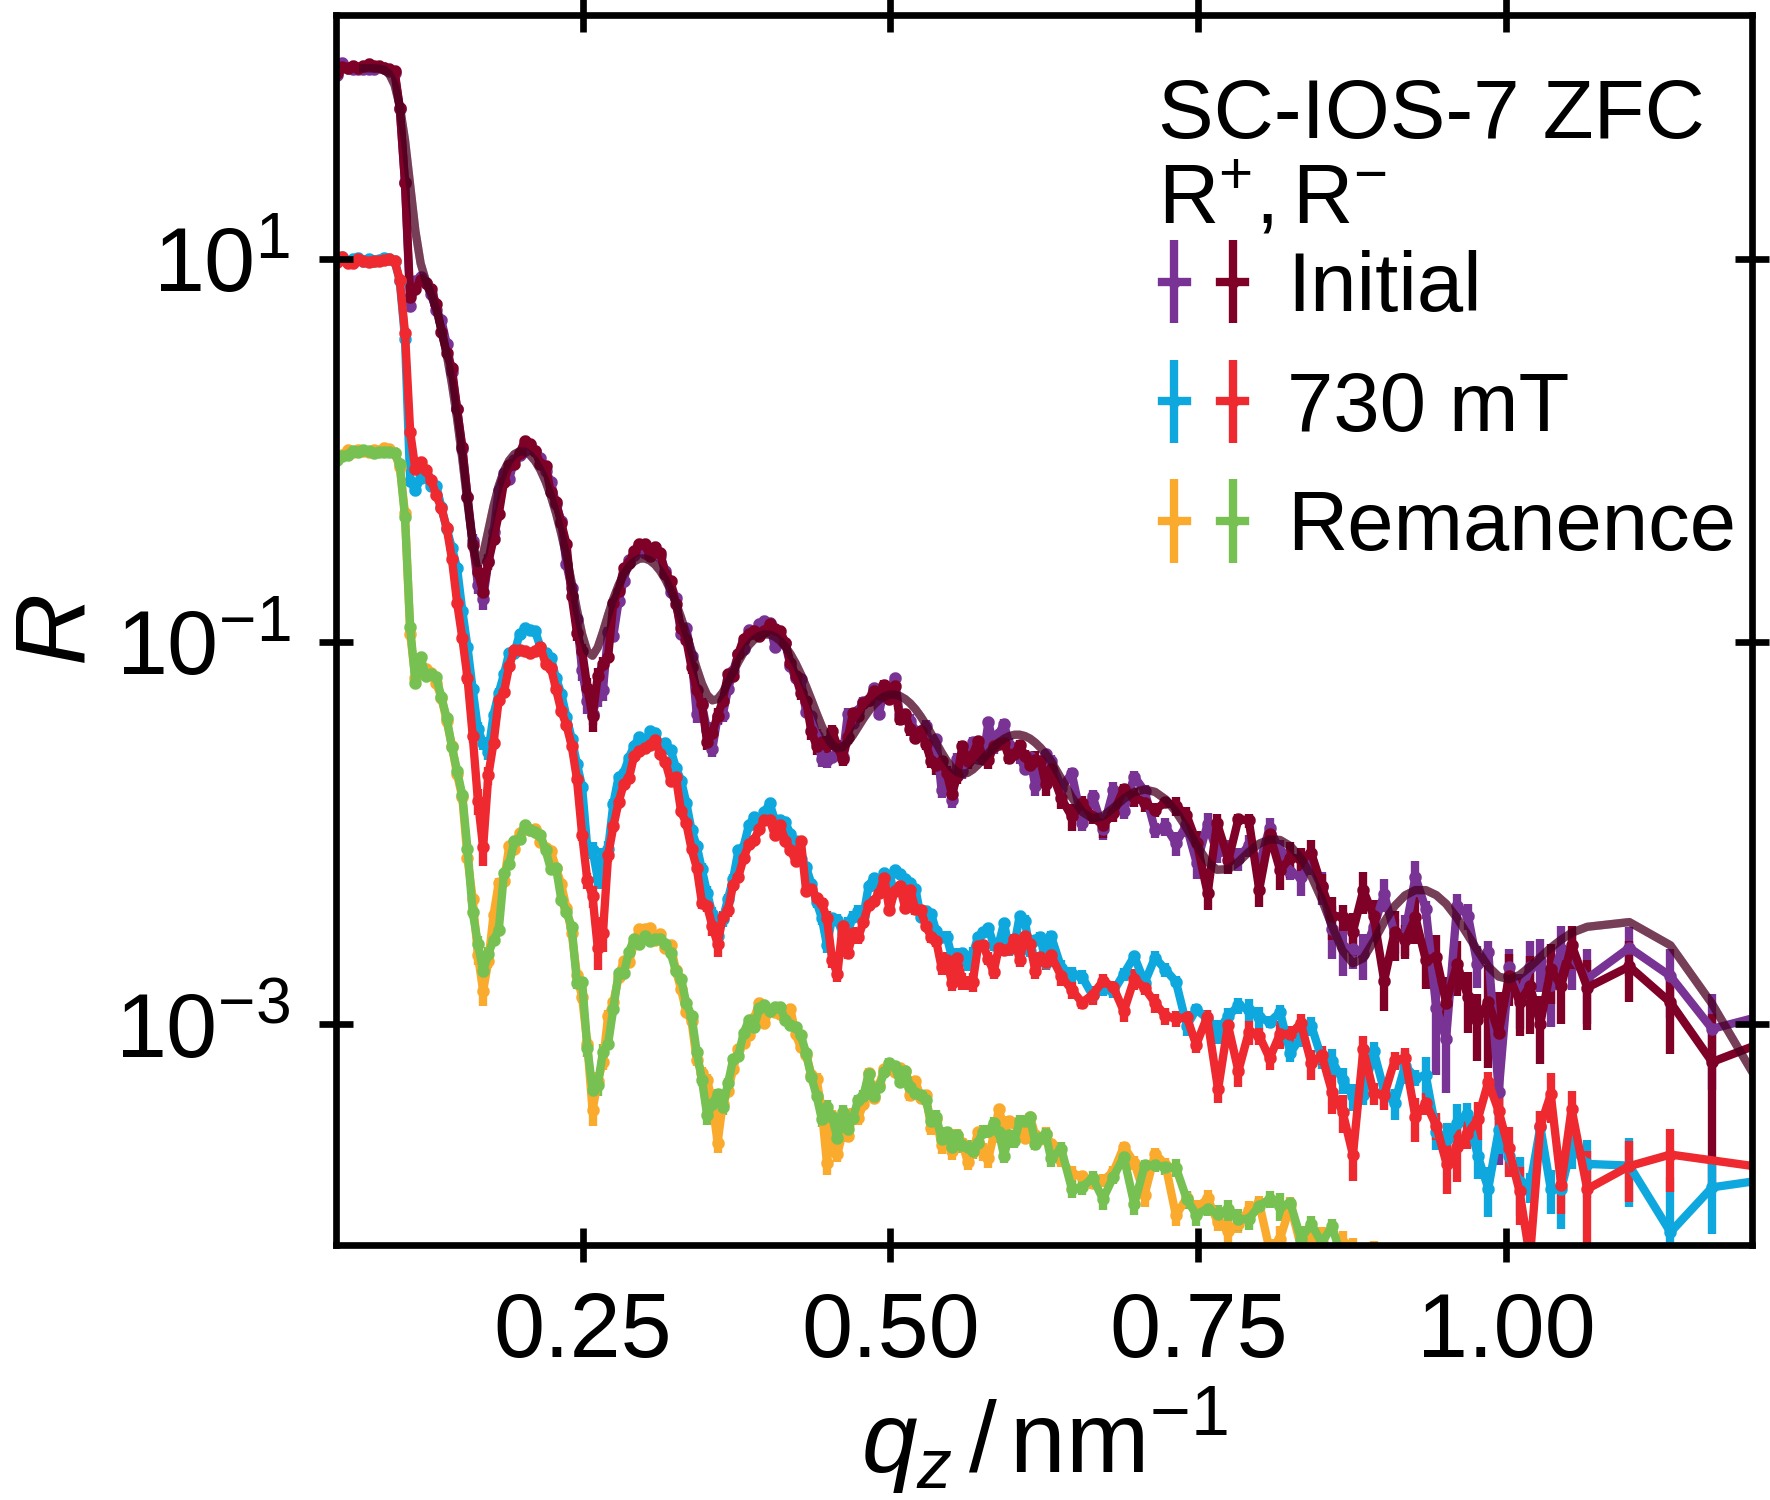 SC-IOS-7 ZFC
R⁺, R⁻
Initial
730 mT
Remanence
10¹
10⁻¹
10⁻³
R
0.25 0.50 0.75 1.00
q_z / nm⁻¹